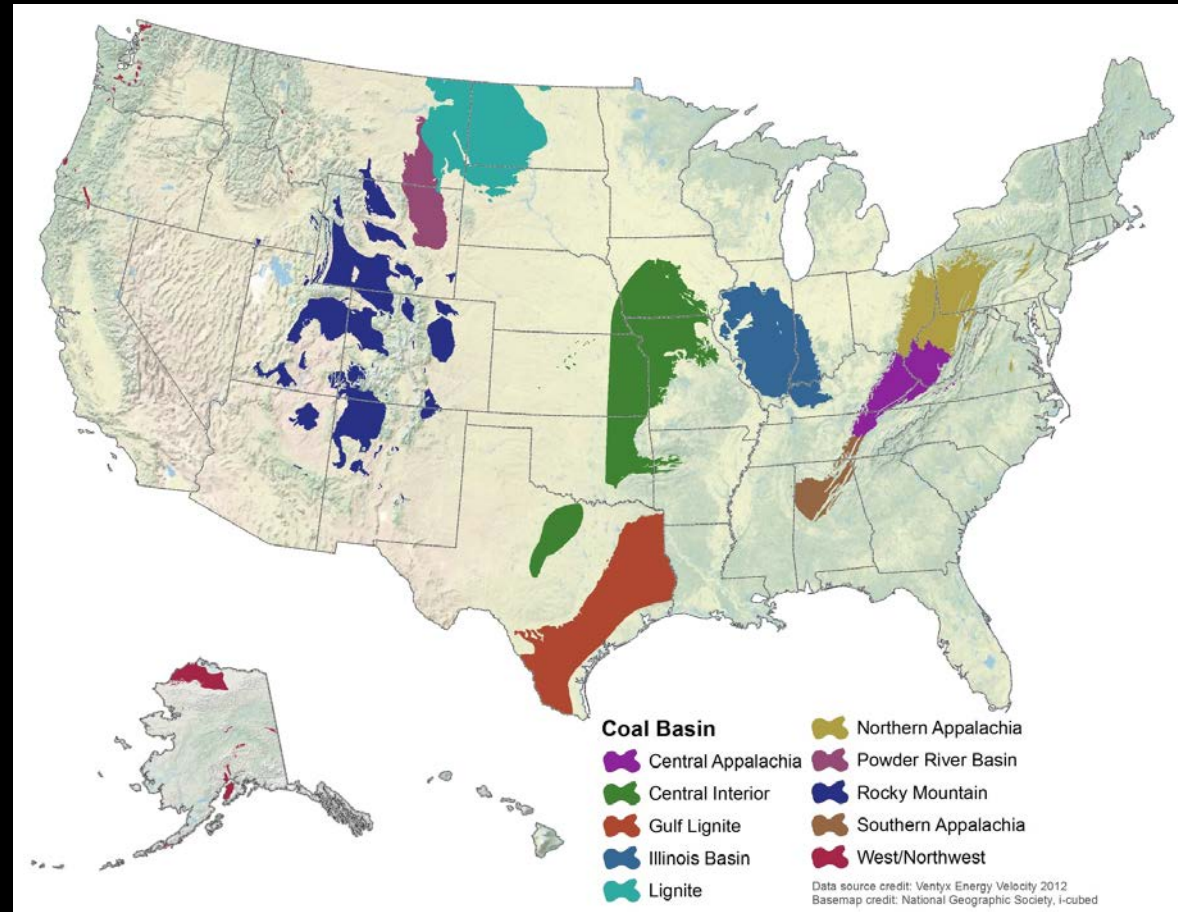 Coal Basin
Central Appalachia
Central Interior
Gulf Lignite
Illinois Basin
Lignite
Northern Appalachia
Powder River Basin
Rocky Mountain
Southern Appalachia
West/Northwest
Data source credit: Ventyx Energy Velocity 2012
Basemap credit: National Geographic Society, i-cubed